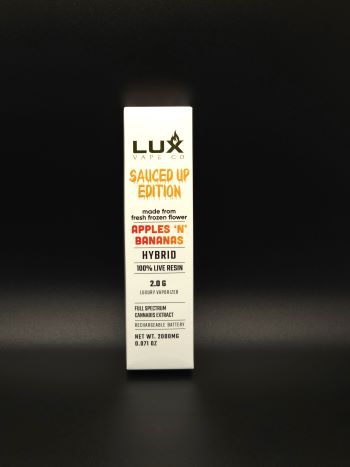 LUX
VAPE CO
SAUCED UP
EDITION
made from
fresh frozen flower
APPLES 'N'
BANANAS
HYBRID
100% LIVE RESIN
2.0 G
LUXURY VAPORIZER
FULL SPECTRUM
CANNABIS EXTRACT
RECHARGEABLE BATTERY
NET WT. 2000MG
0.071 OZ